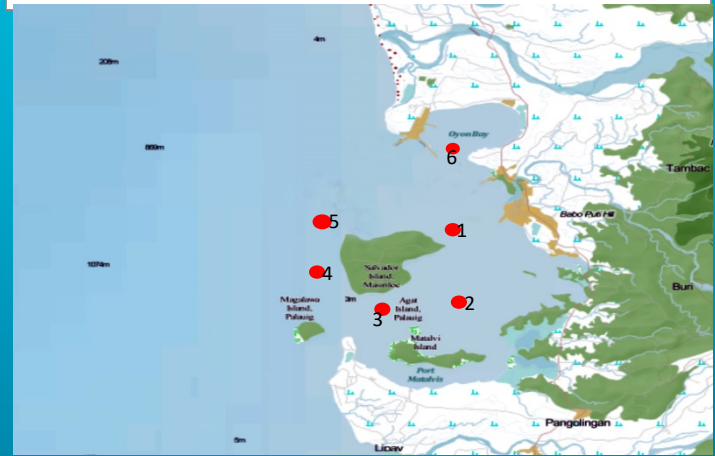 4m
208m
Oyon Bay
869m
6
Tambac
5
Babo Puti Hill
1
1074m
4
Salvador
Island,
Masinloc
Buri
Magalawa
Island,
Palauig
3m
Agat
Island,
Palauig
2
3
Matalvi
Island
Port
Matalvis
Pangolingan
5m
Lipay